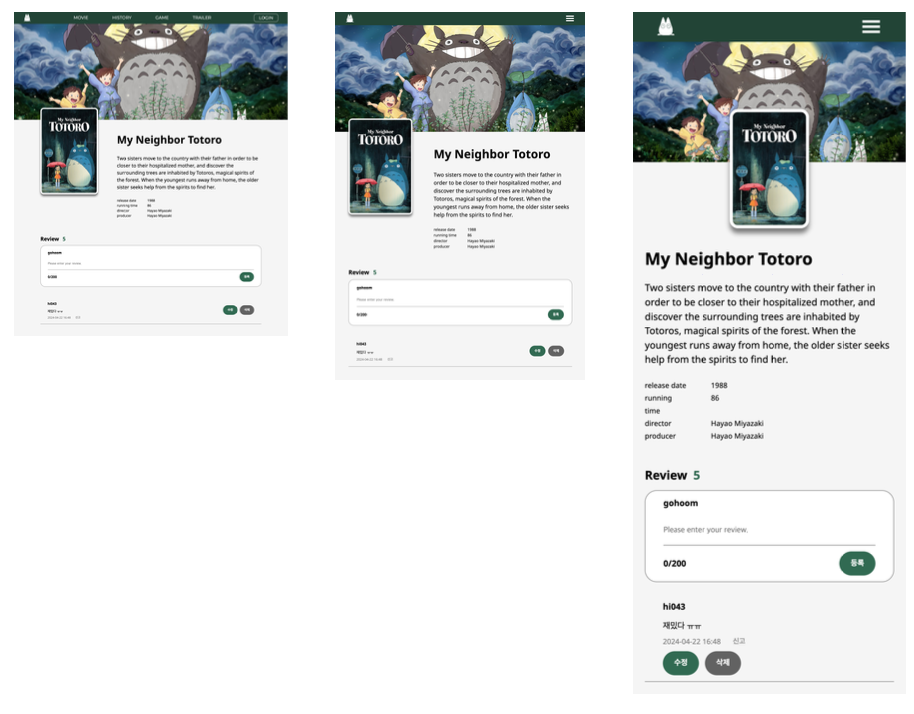 MOVIE HISTORY GAME TRAILER LOGIN
My Neighbor
TOTORO
My Neighbor Totoro
Two sisters move to the country with their father in order to be
closer to their hospitalized mother, and discover the
surrounding trees are inhabited by Totoros, magical spirits of
the forest. When the youngest runs away from home, the older
sister seeks help from the spirits to find her.
release date 1988
running time 86
director Hayao Miyazaki
producer Hayao Miyazaki
Review 5
gohoom
Please enter your review.
0/200 등록
hi043
재밌다 ㅠㅠ 수정 삭제
2024-04-22 16:48 신고
My Neighbor
TOTORO
My Neighbor Totoro
Two sisters move to the country with their father in
order to be closer to their hospitalized mother, and
discover the surrounding trees are inhabited by
Totoros, magical spirits of the forest. When the
youngest runs away from home, the older sister seeks
help from the spirits to find her.
release date 1988
running time 86
director Hayao Miyazaki
producer Hayao Miyazaki
Review 5
gohoom
Please enter your review.
0/200 등록
hi043
재밌다 ㅠㅠ 수정 삭제
2024-04-22 16:48 신고
My Neighbor
TOTORO
My Neighbor Totoro
Two sisters move to the country with their father in
order to be closer to their hospitalized mother, and
discover the surrounding trees are inhabited by
Totoros, magical spirits of the forest. When the
youngest runs away from home, the older sister seeks
help from the spirits to find her.
release date 1988
running 86
time
director Hayao Miyazaki
producer Hayao Miyazaki
Review 5
gohoom
Please enter your review.
0/200 등록
hi043
재밌다 ㅠㅠ
2024-04-22 16:48 신고
수정 삭제